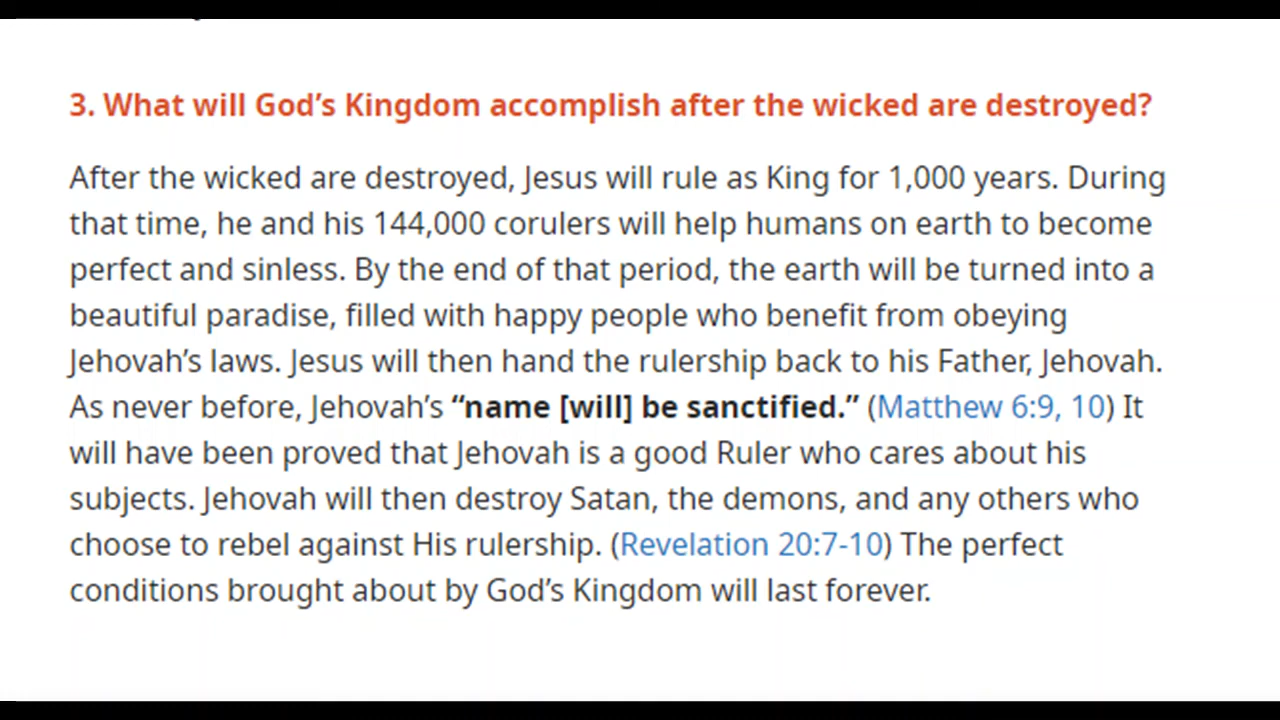 3. What will God’s Kingdom accomplish after the wicked are destroyed?
After the wicked are destroyed, Jesus will rule as King for 1,000 years. During
that time, he and his 144,000 corulers will help humans on earth to become
perfect and sinless. By the end of that period, the earth will be turned into a
beautiful paradise, filled with happy people who benefit from obeying
Jehovah’s laws. Jesus will then hand the rulership back to his Father, Jehovah.
As never before, Jehovah’s “name [will] be sanctified.” (Matthew 6:9, 10) It
will have been proved that Jehovah is a good Ruler who cares about his
subjects. Jehovah will then destroy Satan, the demons, and any others who
choose to rebel against His rulership. (Revelation 20:7-10) The perfect
conditions brought about by God’s Kingdom will last forever.